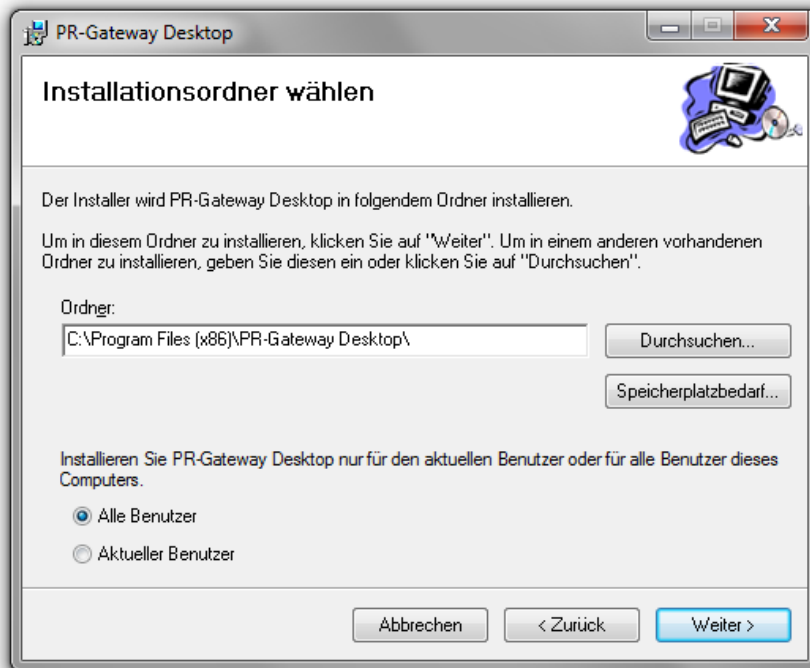 PR-Gateway Desktop
Installationsordner wählen
Der Installer wird PR-Gateway Desktop in folgendem Ordner installieren.
Um in diesem Ordner zu installieren, klicken Sie auf "Weiter". Um in einem anderen vorhandenen
Ordner zu installieren, geben Sie diesen ein oder klicken Sie auf "Durchsuchen".
Ordner:
C:\Program Files (x86)\PR-Gateway Desktop\
Durchsuchen...
Speicherplatzbedarf...
Installieren Sie PR-Gateway Desktop nur für den aktuellen Benutzer oder für alle Benutzer dieses
Computers.
Alle Benutzer
Aktueller Benutzer
Abbrechen
< Zurück
Weiter >